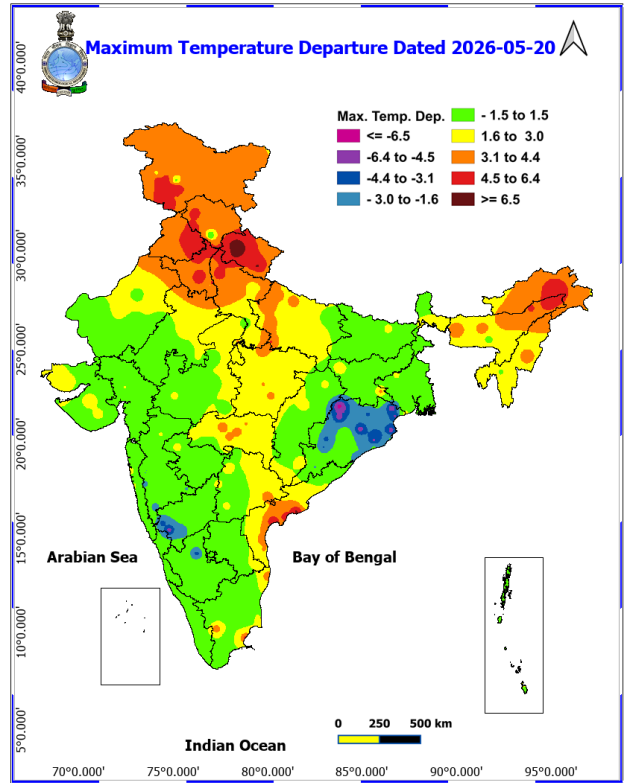 Maximum Temperature Departure Dated 2026-05-20
Max. Temp. Dep.
<= -6.5
-6.4 to -4.5
-4.4 to -3.1
- 3.0 to -1.6
- 1.5 to 1.5
1.6 to 3.0
3.1 to 4.4
4.5 to 6.4
>= 6.5
40°0.000'
35°0.000'
30°0.000'
25°0.000'
20°0.000'
15°0.000'
10°0.000'
5°0.000'
Arabian Sea
Bay of Bengal
Indian Ocean
0 250 500 km
70°0.000' 75°0.000' 80°0.000' 85°0.000' 90°0.000' 95°0.000'